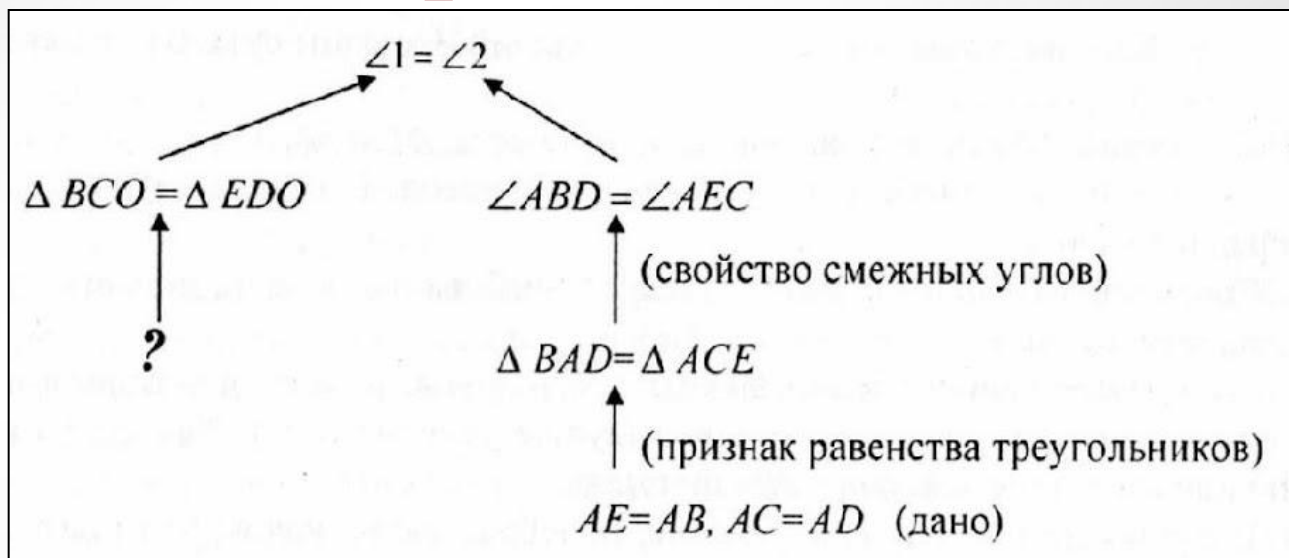 ∠1 = ∠2
Δ BCO = Δ EDO ∠ABD = ∠AEC
(свойство смежных углов)
? Δ BAD = Δ ACE
(признак равенства треугольников)
AE = AB, AC = AD (дано)